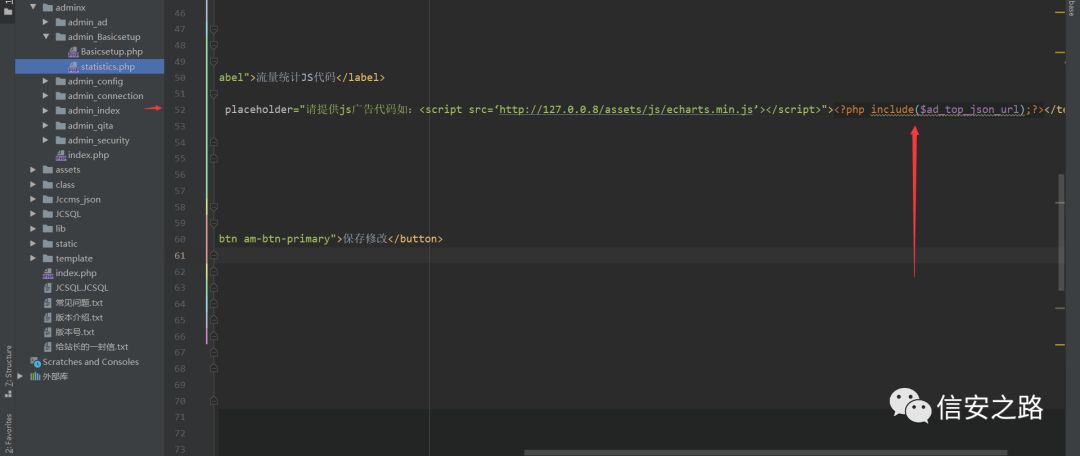 adminx
admin_ad
admin_Basicsetup
Basicsetup.php
statistics.php
admin_config
admin_connection
admin_index
admin_qita
admin_security
index.php
assets
class
Jccms_json
JCSQL
lib
static
template
index.php
JCSQL.JCSQL
常见问题.txt
版本介绍.txt
版本号.txt
给站长的一封信.txt
Scratches and Consoles
外部库
Z: Structure
2: Favorites
46
47
48
49
50 abel">流量统计JS代码</label>
51
52 placeholder="请提供js广告代码如：<script src=‘http://127.0.0.8/assets/js/echarts.min.js’></script>"><?php include($ad_top_json_url);?></te
53
54
55
56
57
58
59
60 btn am-btn-primary">保存修改</button>
61
62
63
64
65
66
67
68
69
70
71
72
73
base
信安之路